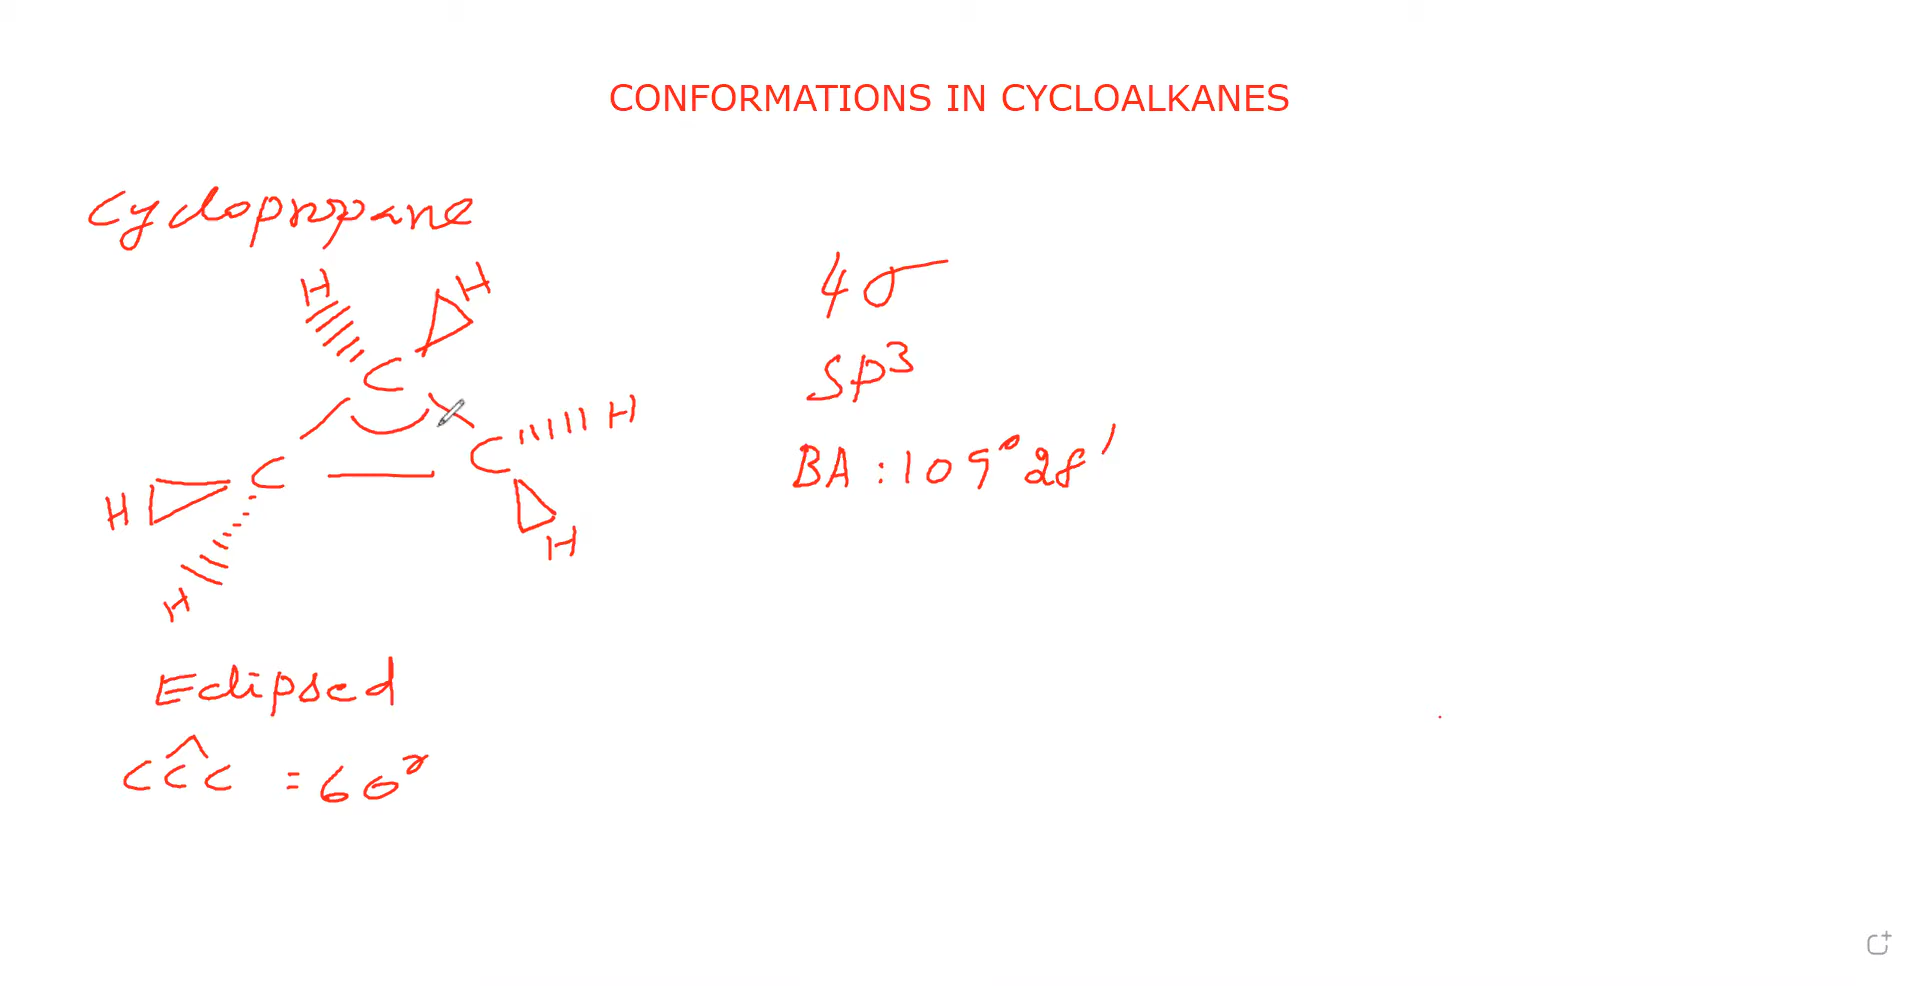 CONFORMATIONS IN CYCLOALKANES
Cyclopropane
H H
C
C C H
H
H
H
Eclipsed
CĈC = 60°
4σ
SP³
BA : 109° 28'